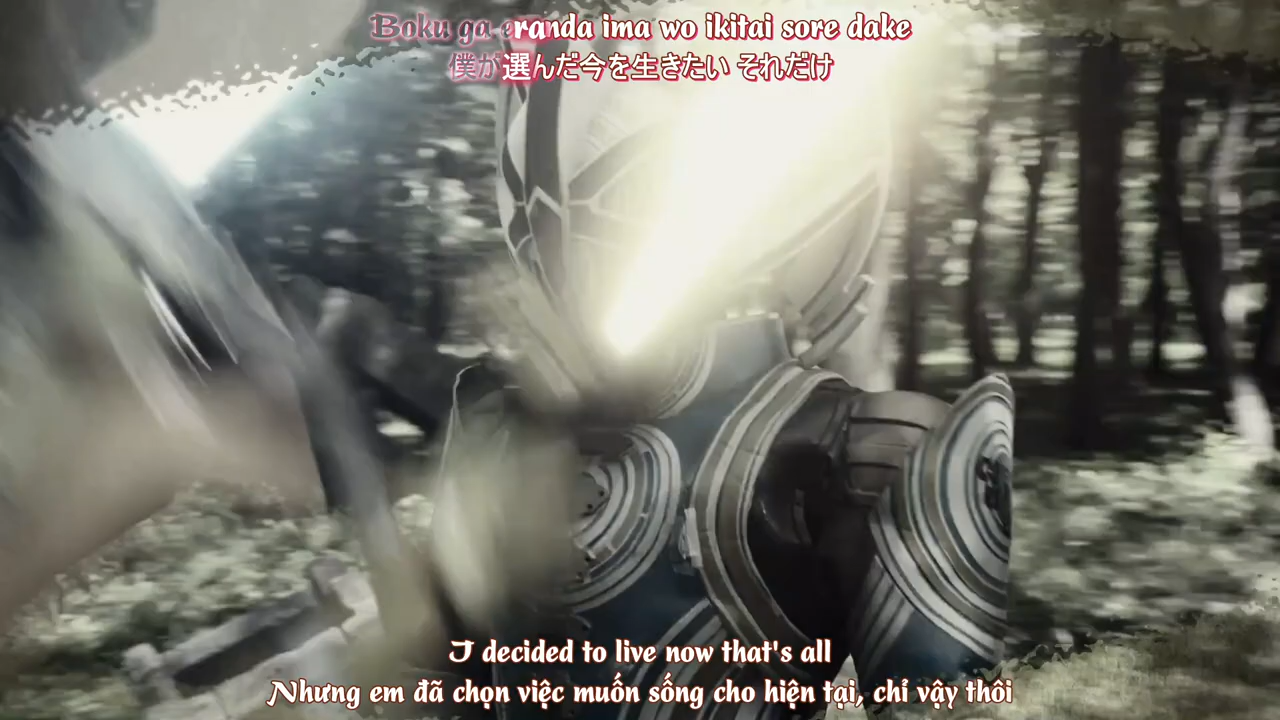 Boku ga eranda ima wo ikitai sore dake
僕が選んだ今を生きたい それだけ
I decided to live now that's all
Nhưng em đã chọn việc muốn sống cho hiện tại, chỉ vậy thôi